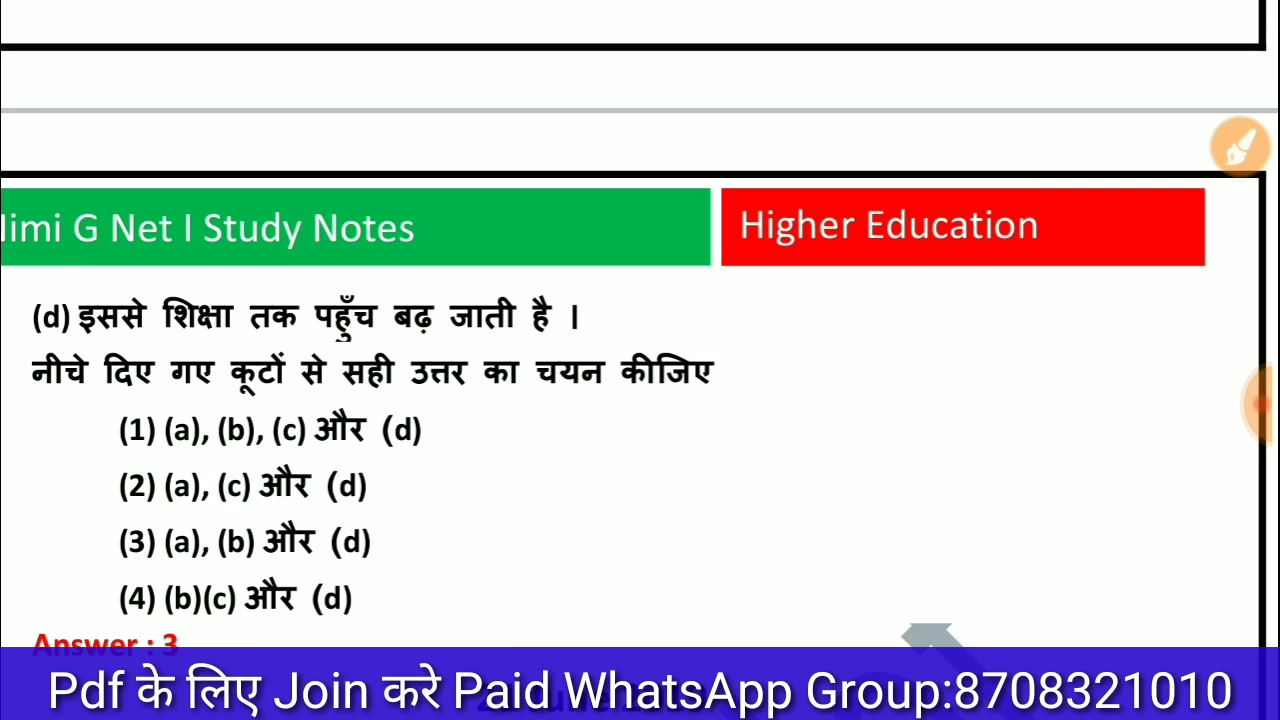 imi G Net I Study Notes
Higher Education
(d) इससे शिक्षा तक पहुँच बढ़ जाती है ।
नीचे दिए गए कूटों से सही उत्तर का चयन कीजिए
(1) (a), (b), (c) और (d)
(2) (a), (c) और (d)
(3) (a), (b) और (d)
(4) (b)(c) और (d)
Answer : 3
Pdf के लिए Join करे Paid WhatsApp Group:8708321010